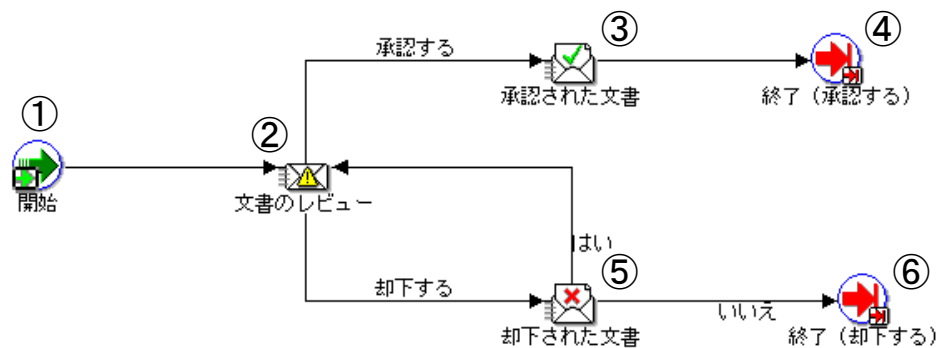 ③
④
承認する
承認された文書
終了（承認する）
①
②
開始
文書のレビュー
はい
⑤
⑥
却下する
いいえ
却下された文書
終了（却下する）